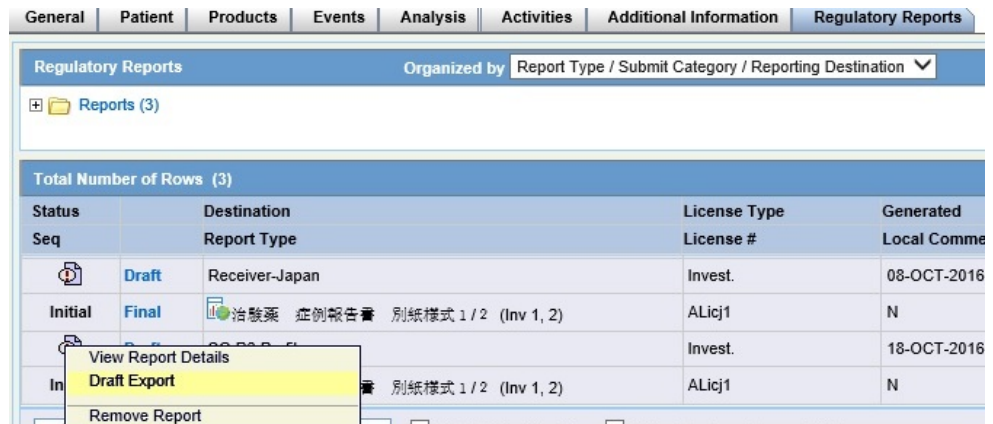 General Patient Products Events Analysis Activities Additional Information Regulatory Reports
Regulatory Reports Organized by Report Type / Submit Category / Reporting Destination
Reports (3)
Total Number of Rows (3)
Status Destination License Type Generated
Seq Report Type License # Local Comme
Draft Receiver-Japan Invest. 08-OCT-2016
Initial Final 治験薬 症例報告書 別紙様式 1 / 2 (Inv 1, 2) ALicj1 N
Invest. 18-OCT-2016
View Report Details
In 書 別紙様式 1 / 2 (Inv 1, 2) ALicj1 N
Draft Export
Remove Report